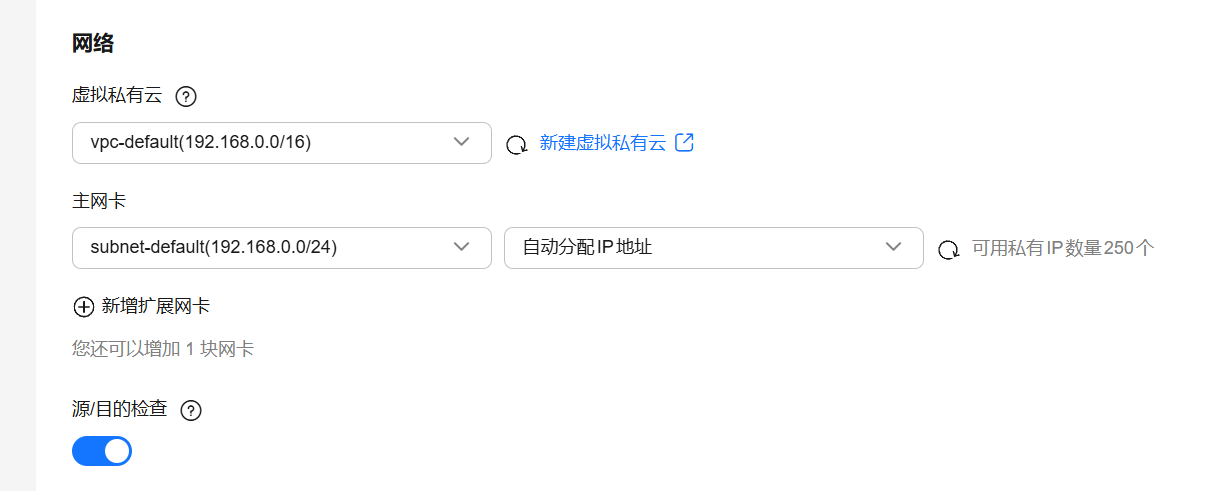 网络
虚拟私有云 ?
vpc-default(192.168.0.0/16) 新建虚拟私有云
主网卡
subnet-default(192.168.0.0/24) 自动分配IP地址 可用私有IP数量250个
新增扩展网卡
您还可以增加 1 块网卡
源/目的检查 ?